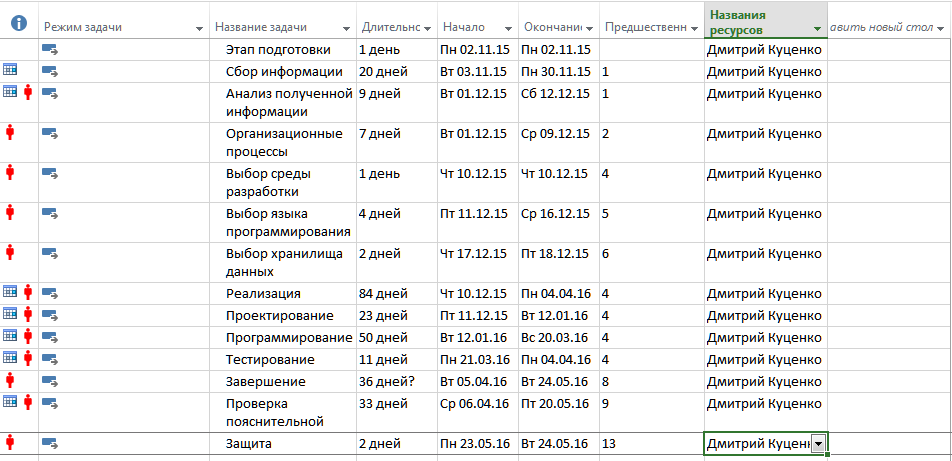 Режим задачи Название задачи Длительнс Начало Окончание Предшественн Названия ресурсов авить новый стол
Этап подготовки 1 день Пн 02.11.15 Пн 02.11.15 Дмитрий Куценко
Сбор информации 20 дней Вт 03.11.15 Пн 30.11.15 1 Дмитрий Куценко
Анализ полученной 9 дней Вт 01.12.15 Сб 12.12.15 1 Дмитрий Куценко
информации
Организационные 7 дней Вт 01.12.15 Ср 09.12.15 2 Дмитрий Куценко
процессы
Выбор среды 1 день Чт 10.12.15 Чт 10.12.15 4 Дмитрий Куценко
разработки
Выбор языка 4 дней Пт 11.12.15 Ср 16.12.15 5 Дмитрий Куценко
программирования
Выбор хранилища 2 дней Чт 17.12.15 Пт 18.12.15 6 Дмитрий Куценко
данных
Реализация 84 дней Чт 10.12.15 Пн 04.04.16 4 Дмитрий Куценко
Проектирование 23 дней Пт 11.12.15 Вт 12.01.16 4 Дмитрий Куценко
Программирование 50 дней Вт 12.01.16 Вс 20.03.16 4 Дмитрий Куценко
Тестирование 11 дней Пн 21.03.16 Пн 04.04.16 4 Дмитрий Куценко
Завершение 36 дней? Вт 05.04.16 Вт 24.05.16 8 Дмитрий Куценко
Проверка 33 дней Ср 06.04.16 Пт 20.05.16 9 Дмитрий Куценко
пояснительной
Защита 2 дней Пн 23.05.16 Вт 24.05.16 13 Дмитрий Куценк